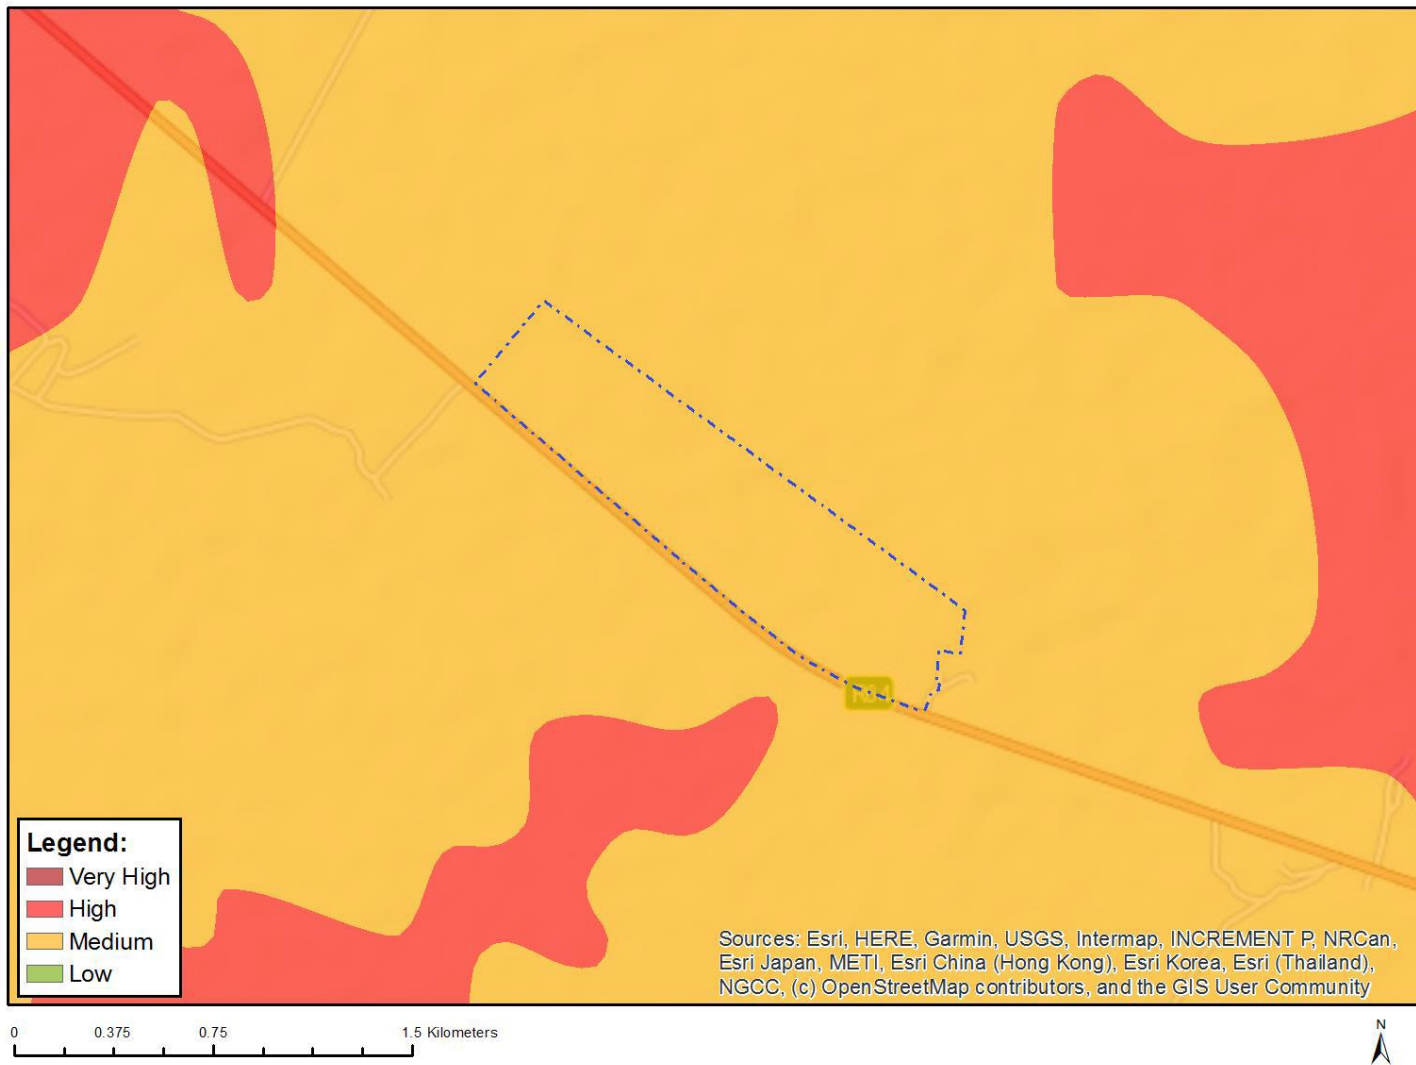 Legend:
Very High
High
Medium
Low
Sources: Esri, HERE, Garmin, USGS, Intermap, INCREMENT P, NRCan,
Esri Japan, METI, Esri China (Hong Kong), Esri Korea, Esri (Thailand),
NGCC, (c) OpenStreetMap contributors, and the GIS User Community
0 0.375 0.75 1.5 Kilometers
N